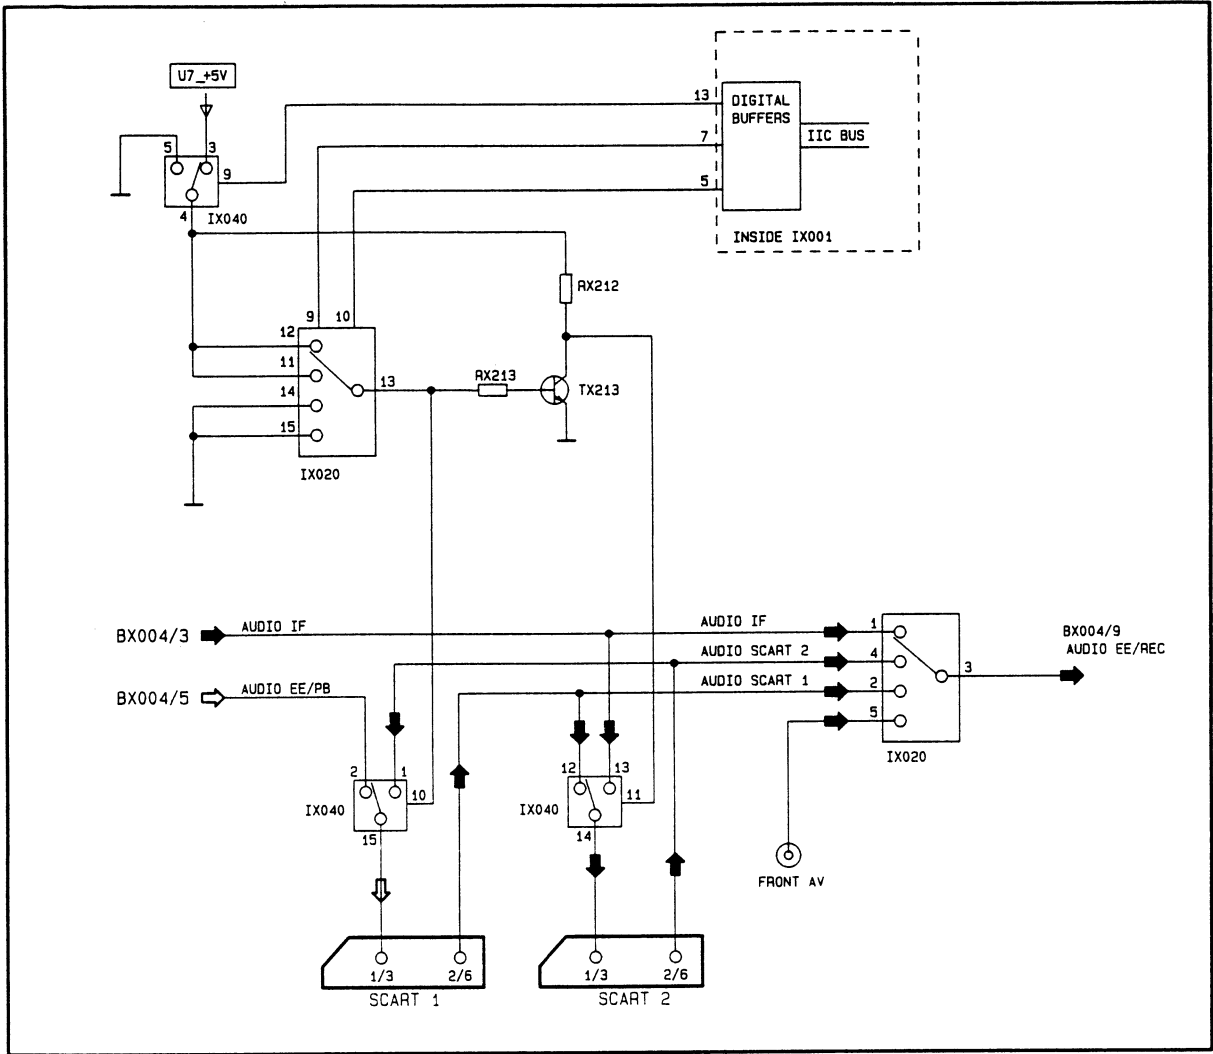 U7_+5V
13
DIGITAL
BUFFERS
IIC BUS
7
5
INSIDE IX001
5
3
9
4
IX040
RX212
9
10
12
11
14
15
13
IX020
RX213
TX213
BX004/3
AUDIO IF
AUDIO IF
1
BX004/9
AUDIO EE/REC
AUDIO SCART 2
4
3
BX004/5
AUDIO EE/PB
AUDIO SCART 1
2
5
IX020
2
1
10
IX040
15
12
13
11
IX040
14
FRONT AV
1/3
2/6
SCART 1
1/3
2/6
SCART 2